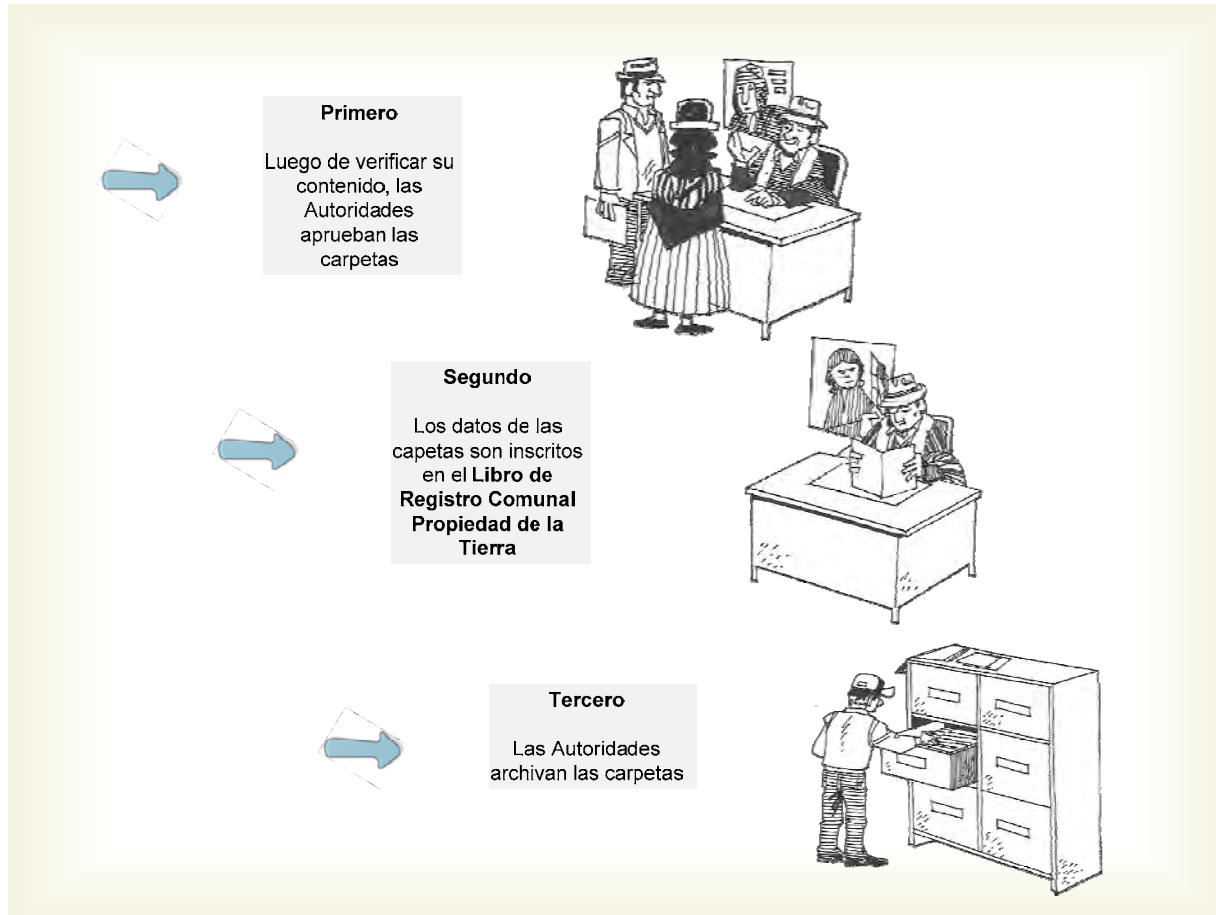 Primero
Luego de verificar su
contenido, las
Autoridades
aprueban las
carpetas
Segundo
Los datos de las
capetas son inscritos
en el Libro de
Registro Comunal
Propiedad de la
Tierra
Tercero
Las Autoridades
archivan las carpetas